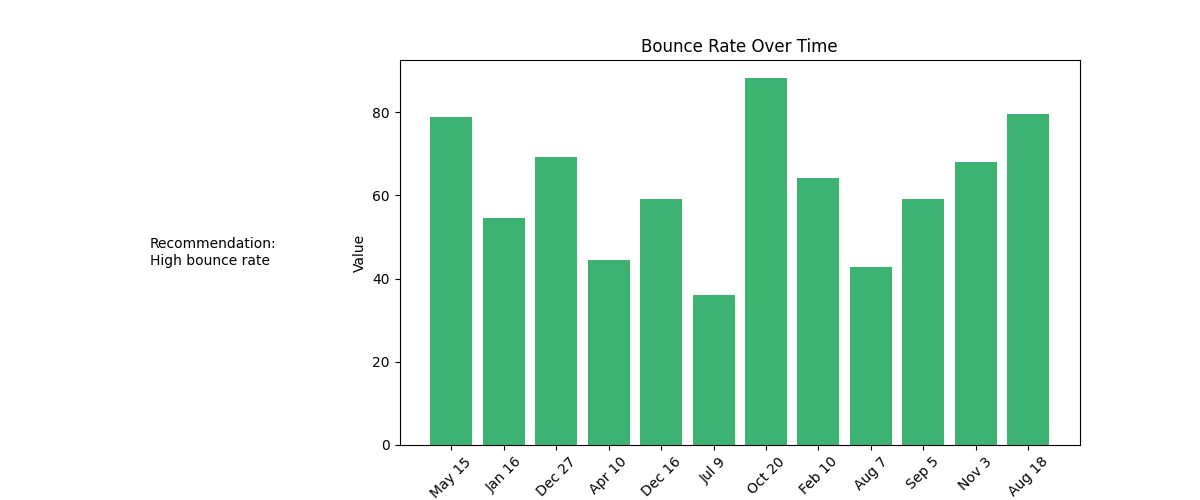 Bounce Rate Over Time
Recommendation:
High bounce rate
Value
80
60
40
20
0
May 15
Jan 16
Dec 27
Apr 10
Dec 16
Jul 9
Oct 20
Feb 10
Aug 7
Sep 5
Nov 3
Aug 18